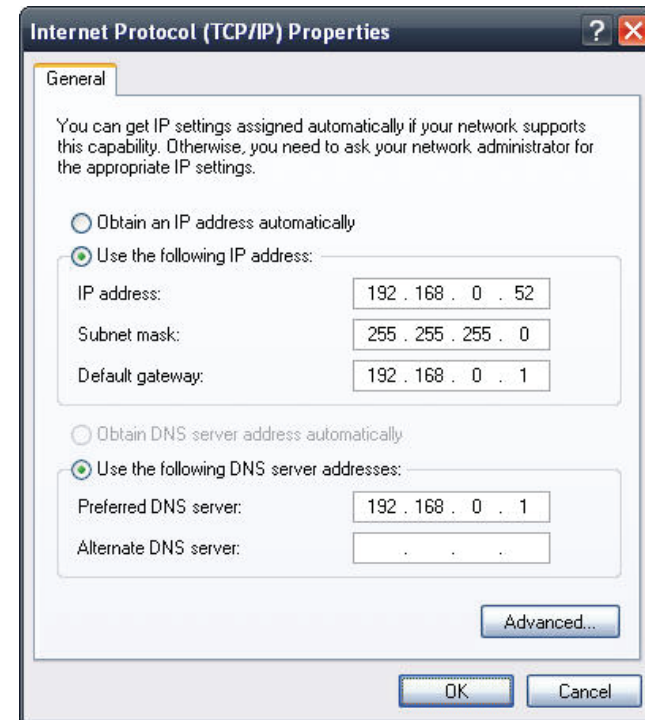 Internet Protocol (TCP/IP) Properties
?
General
You can get IP settings assigned automatically if your network supports
this capability. Otherwise, you need to ask your network administrator for
the appropriate IP settings.
Obtain an IP address automatically
Use the following IP address:
IP address: 192 . 168 . 0 . 52
Subnet mask: 255 . 255 . 255 . 0
Default gateway: 192 . 168 . 0 . 1
Obtain DNS server address automatically
Use the following DNS server addresses:
Preferred DNS server: 192 . 168 . 0 . 1
Alternate DNS server: . . .
Advanced...
OK Cancel